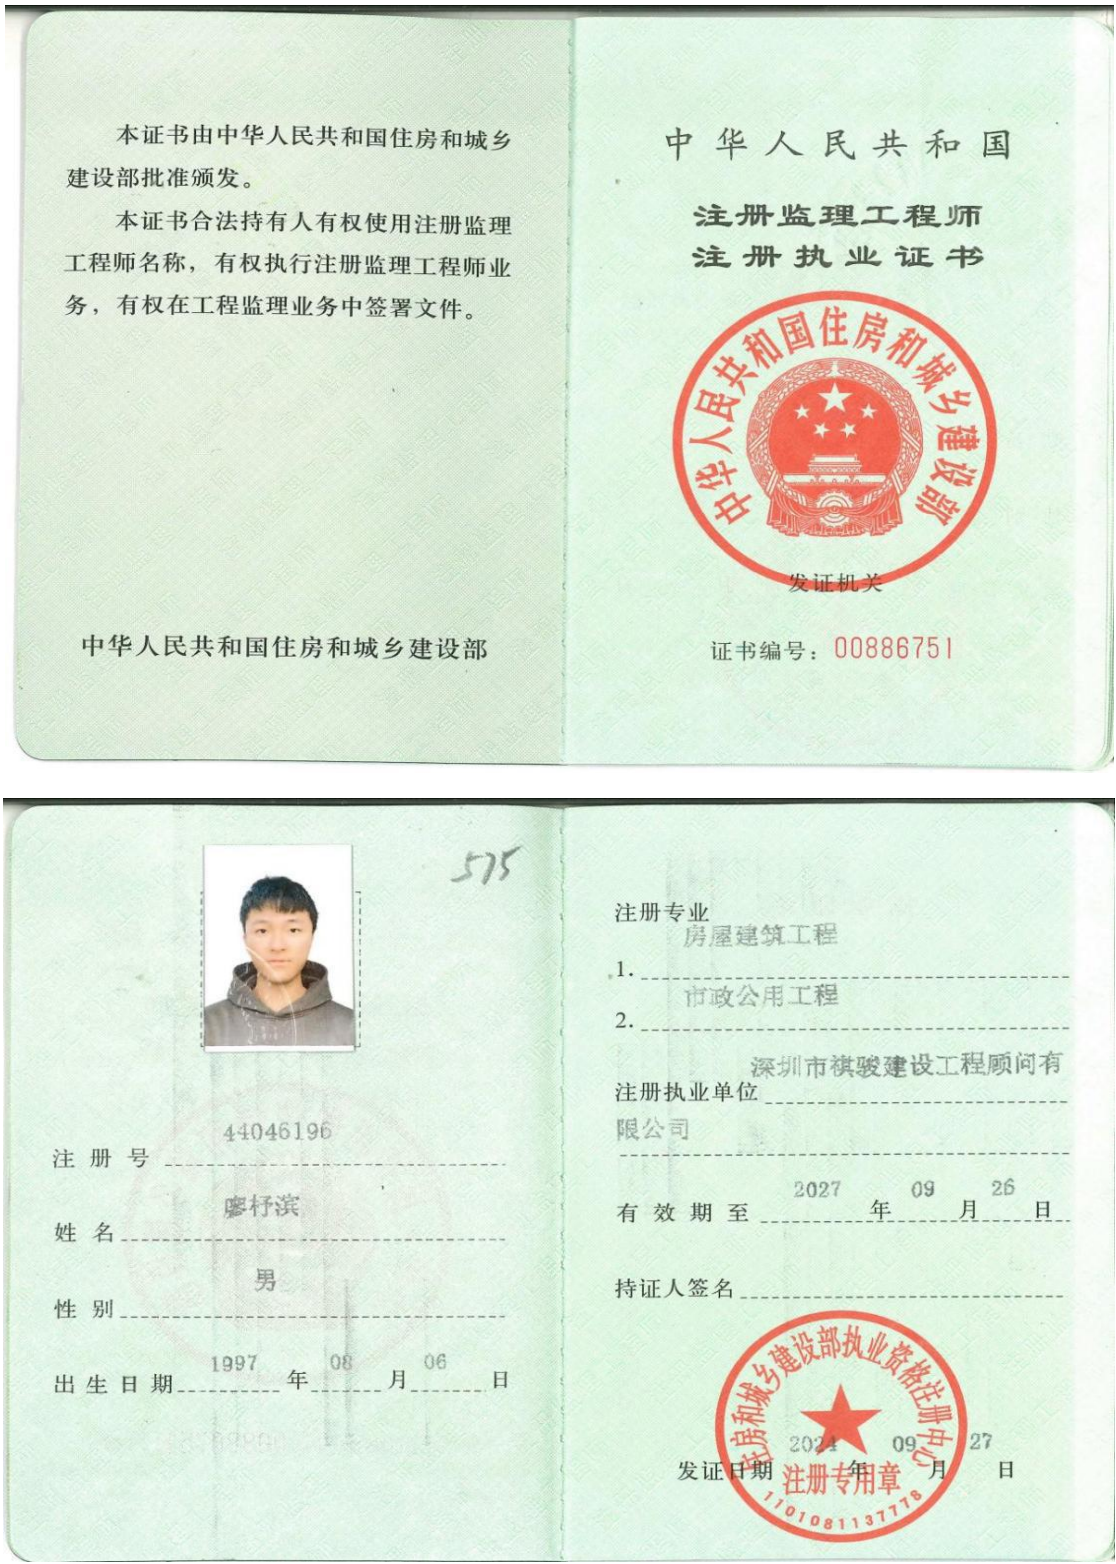 本证书由中华人民共和国住房和城乡
建设部批准颁发。
本证书合法持有人有权使用注册监理
工程师名称，有权执行注册监理工程师业
务，有权在工程监理业务中签署文件。
中华人民共和国住房和城乡建设部
中华人民共和国
注册监理工程师
注册执业证书
中华人民共和国住房和城乡建设部
发证机关
证书编号：00886751
575
注册号 44046196
姓名 廖杍滨
性别 男
出生日期 1997 年 08 月 06 日
注册专业
1. 房屋建筑工程
2. 市政公用工程
注册执业单位 深圳市祺骏建设工程顾问有
限公司
有效期至 2027 年 09 月 26 日
持证人签名
住房和城乡建设部执业资格注册中心
发证日期 2024 年 09 月 27 日
注册专用章
1101081137778